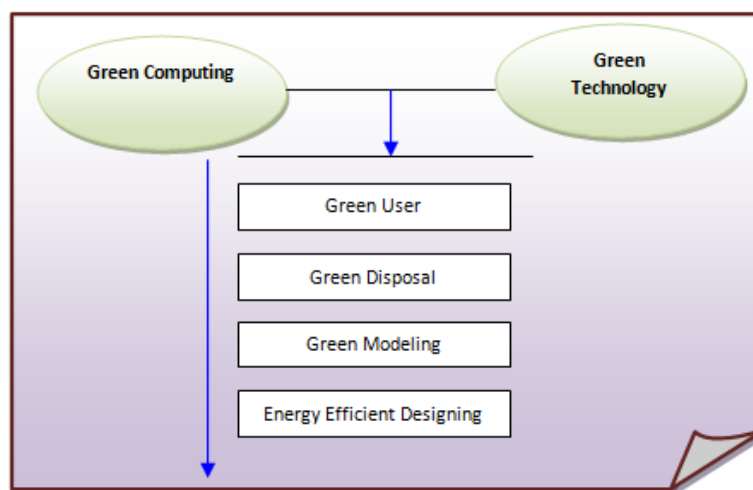 Green Computing
Green
Technology
Green User
Green Disposal
Green Modeling
Energy Efficient Designing